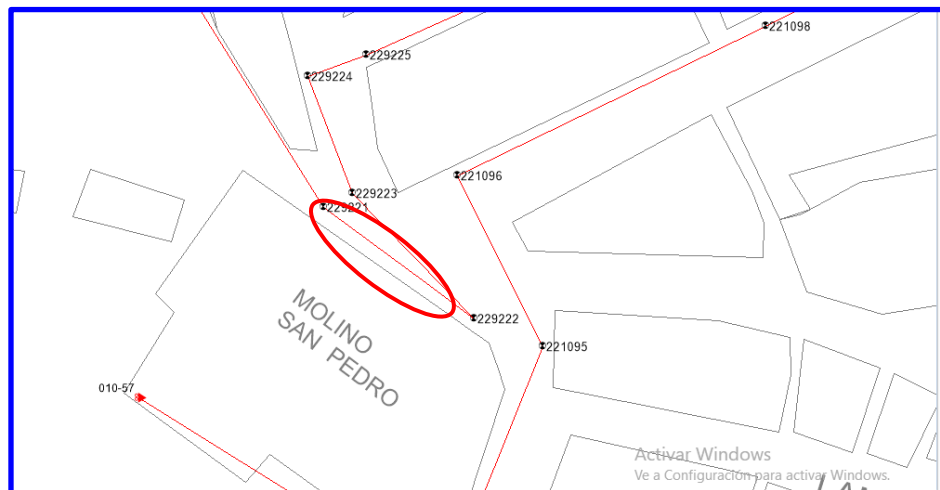 221098
229225
229224
221096
229223
229221
MOLINO
SAN PEDRO
229222
221095
010-57
Activar Windows
Ve a Configuración para activar Windows.